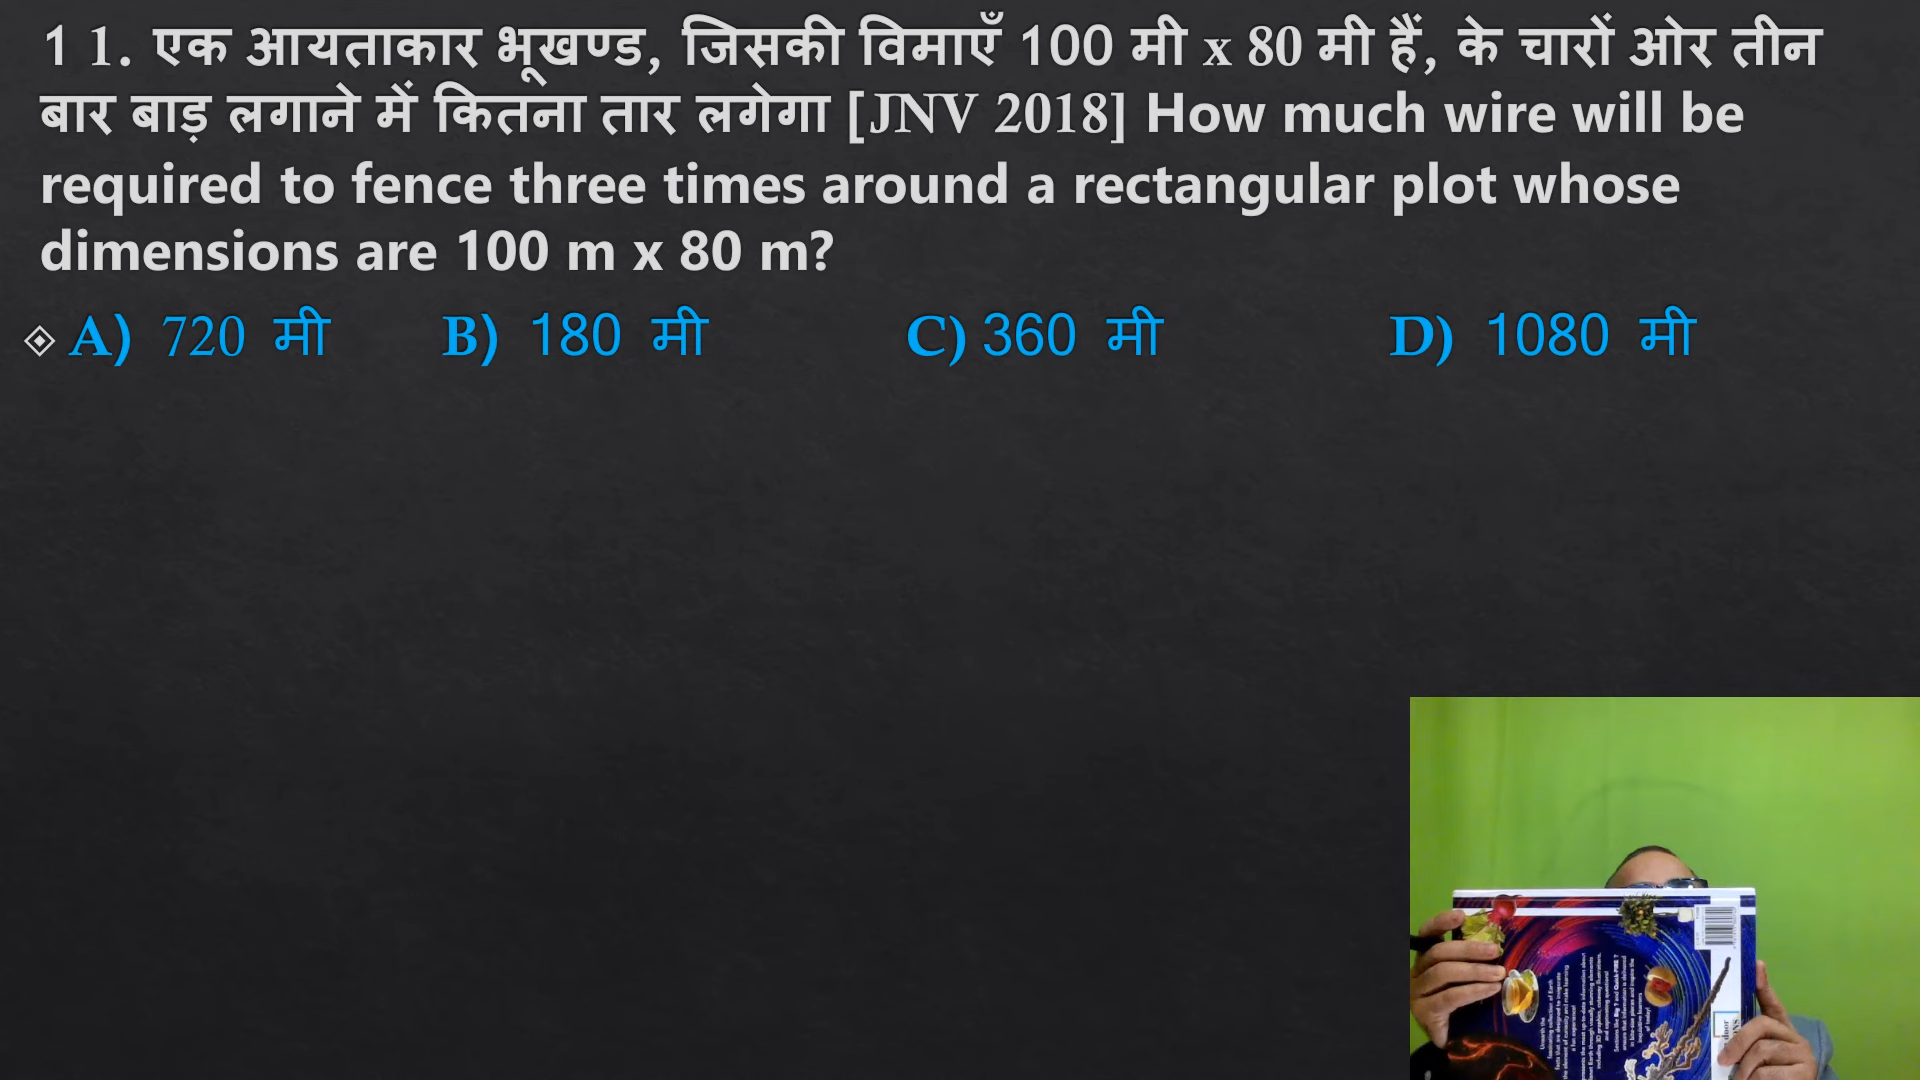 1 1. एक आयताकार भूखण्ड, जिसकी विमाएँ 100 मी x 80 मी हैं, के चारों ओर तीन
बार बाड़ लगाने में कितना तार लगेगा [JNV 2018] How much wire will be
required to fence three times around a rectangular plot whose
dimensions are 100 m x 80 m?
A) 720 मी B) 180 मी C) 360 मी D) 1080 मी